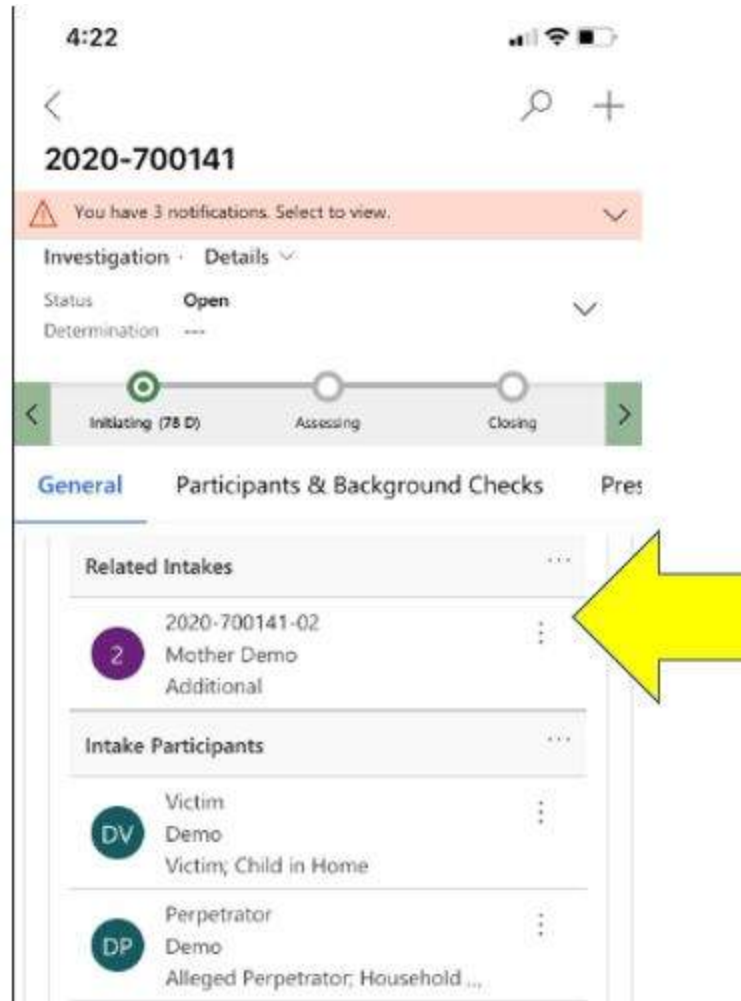 4:22
2020-700141
You have 3 notifications. Select to view.
Investigation · Details
Status Open
Determination ---
Initiating (78 D) Assessing Closing
General Participants & Background Checks Pres
Related Intakes ...
2 2020-700141-02
Mother Demo
Additional
Intake Participants ...
Victim
DV Demo
Victim; Child in Home
Perpetrator
DP Demo
Alleged Perpetrator; Household ...